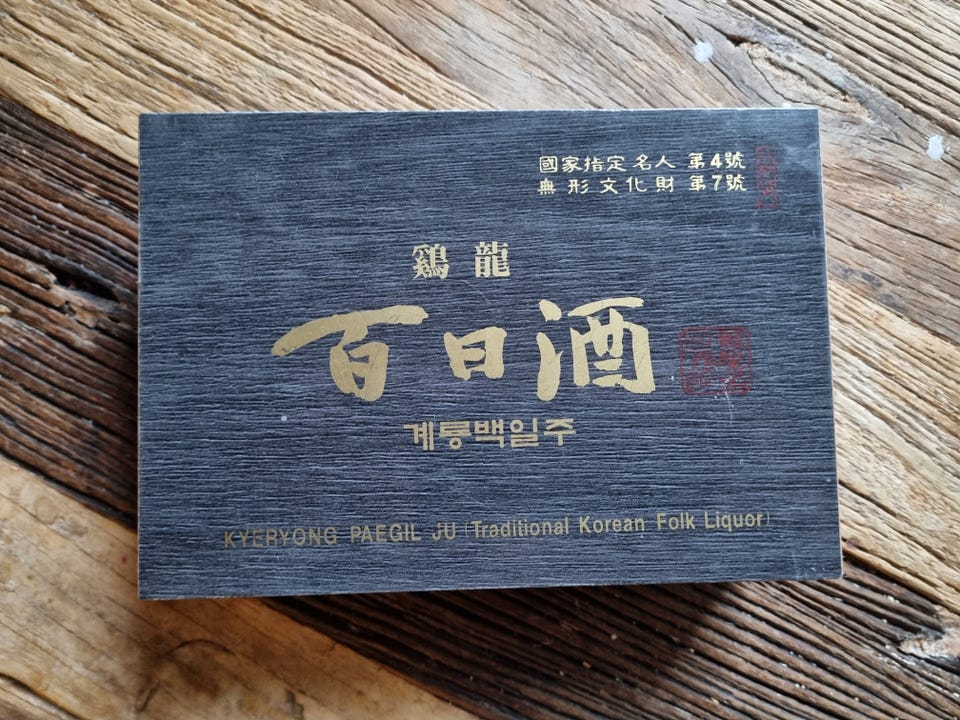 國家指定名人 第4號
無形文化財 第7號
鷄龍
百日酒
계룡백일주
KYERYONG PAEGIL JU (Traditional Korean Folk Liquor)